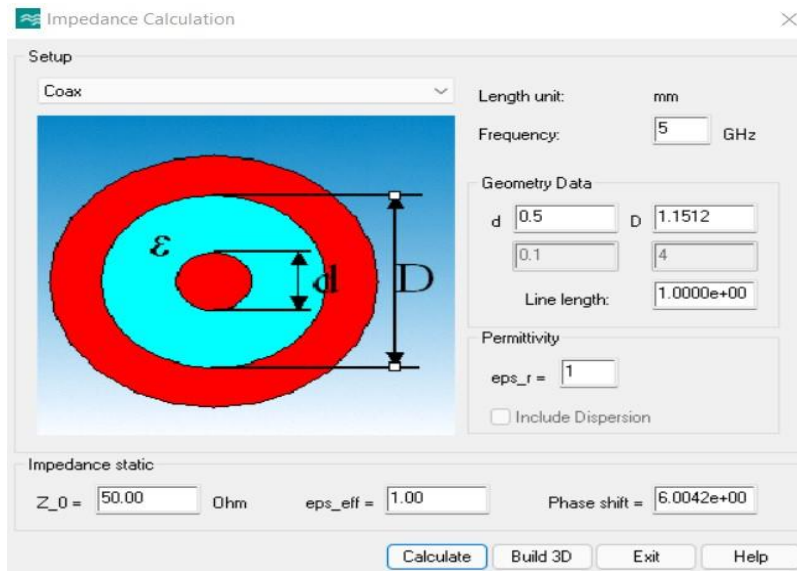 Impedance Calculation
Setup
Coax
Length unit: mm
Frequency: 5 GHz
Geometry Data
d 0.5 D 1.1512
0.1 4
Line length: 1.0000e+00
Permittivity
eps_r = 1
Include Dispersion
ε
d
D
Impedance static
Z_0 = 50.00 Ohm eps_eff = 1.00 Phase shift = 6.0042e+00
Calculate Build 3D Exit Help